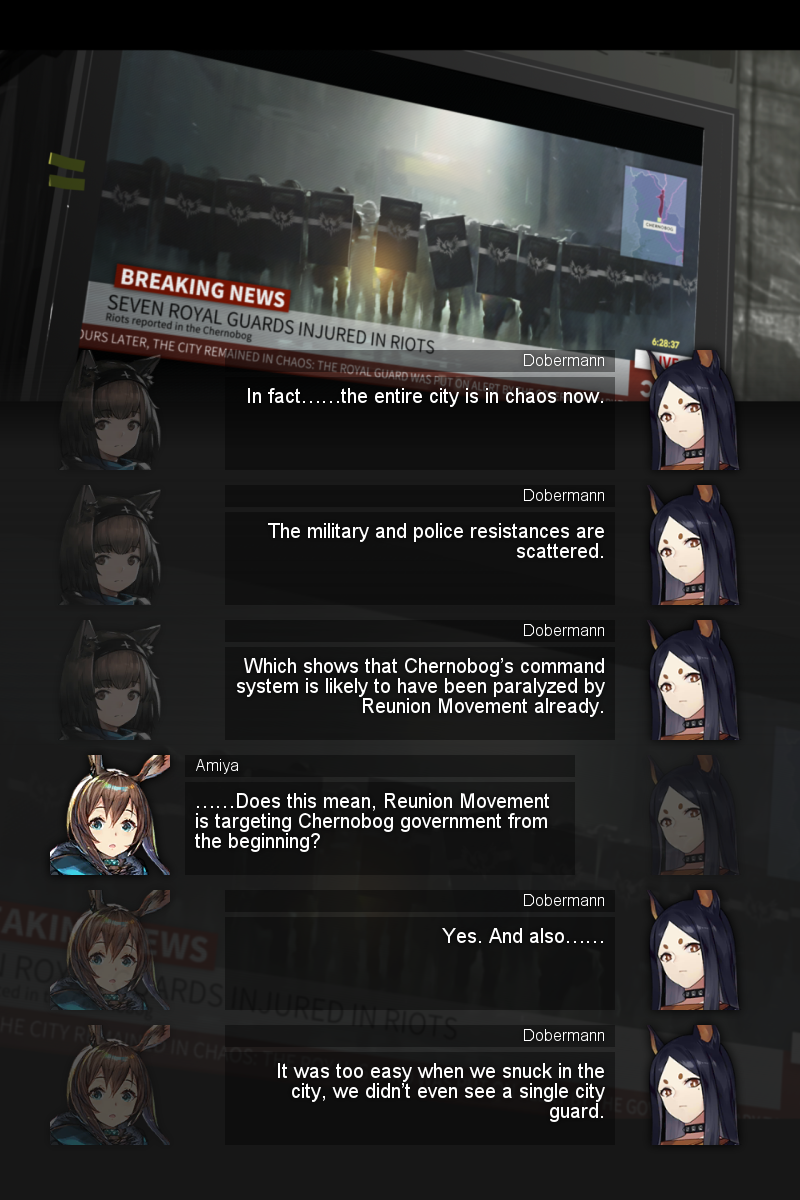 CHERNOBOG
BREAKING NEWS
SEVEN ROYAL GUARDS INJURED IN RIOTS
Riots reported in the Chernobog
6:28:37
OURS LATER, THE CITY REMAINED IN CHAOS: THE ROYAL GUARD WAS PUT ON ALERT BY THE
Dobermann
In fact……the entire city is in chaos now.
Dobermann
The military and police resistances are
scattered.
Dobermann
Which shows that Chernobog’s command
system is likely to have been paralyzed by
Reunion Movement already.
Amiya
……Does this mean, Reunion Movement
is targeting Chernobog government from
the beginning?
Dobermann
Yes. And also……
Dobermann
It was too easy when we snuck in the
city, we didn’t even see a single city
guard.